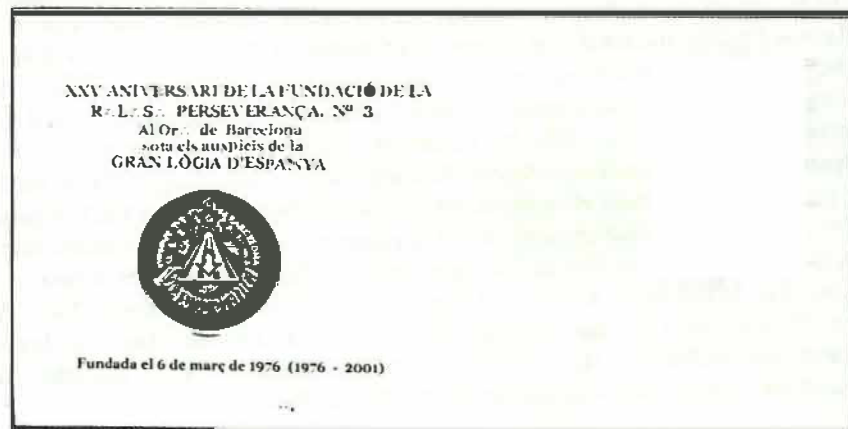 XXV ANIVERSARI DE LA FUNDACIÓ DE LA
R∴L∴S∴ PERSEVERANÇA, Nº 3
Al Or∴ de Barcelona
sota els auspicis de la
GRAN LÒGIA D'ESPANYA
BARCELONA
Fundada el 6 de març de 1976 (1976 - 2001)